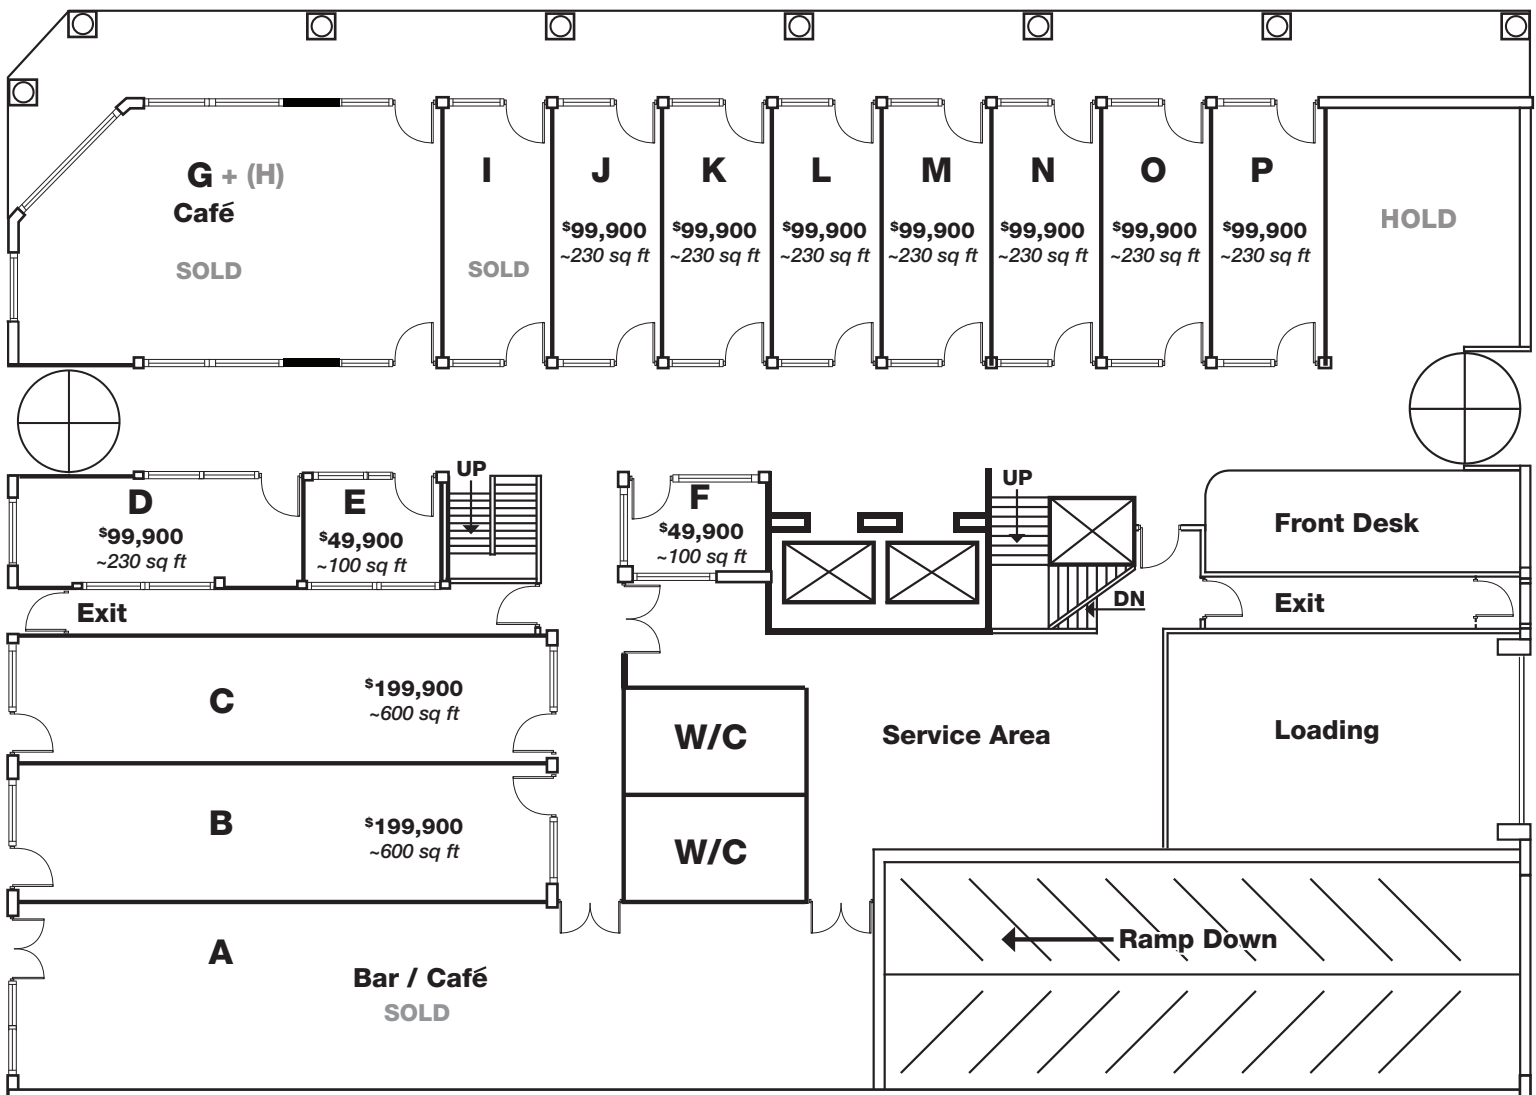 G + (H)
Café
SOLD
I
SOLD
J
$99,900
~230 sq ft
K
$99,900
~230 sq ft
L
$99,900
~230 sq ft
M
$99,900
~230 sq ft
N
$99,900
~230 sq ft
O
$99,900
~230 sq ft
P
$99,900
~230 sq ft
HOLD
D
$99,900
~230 sq ft
E
$49,900
~100 sq ft
UP
F
$49,900
~100 sq ft
UP
DN
Front Desk
Exit
Exit
C
$199,900
~600 sq ft
W/C
Service Area
Loading
B
$199,900
~600 sq ft
W/C
A
Bar / Café
SOLD
Ramp Down